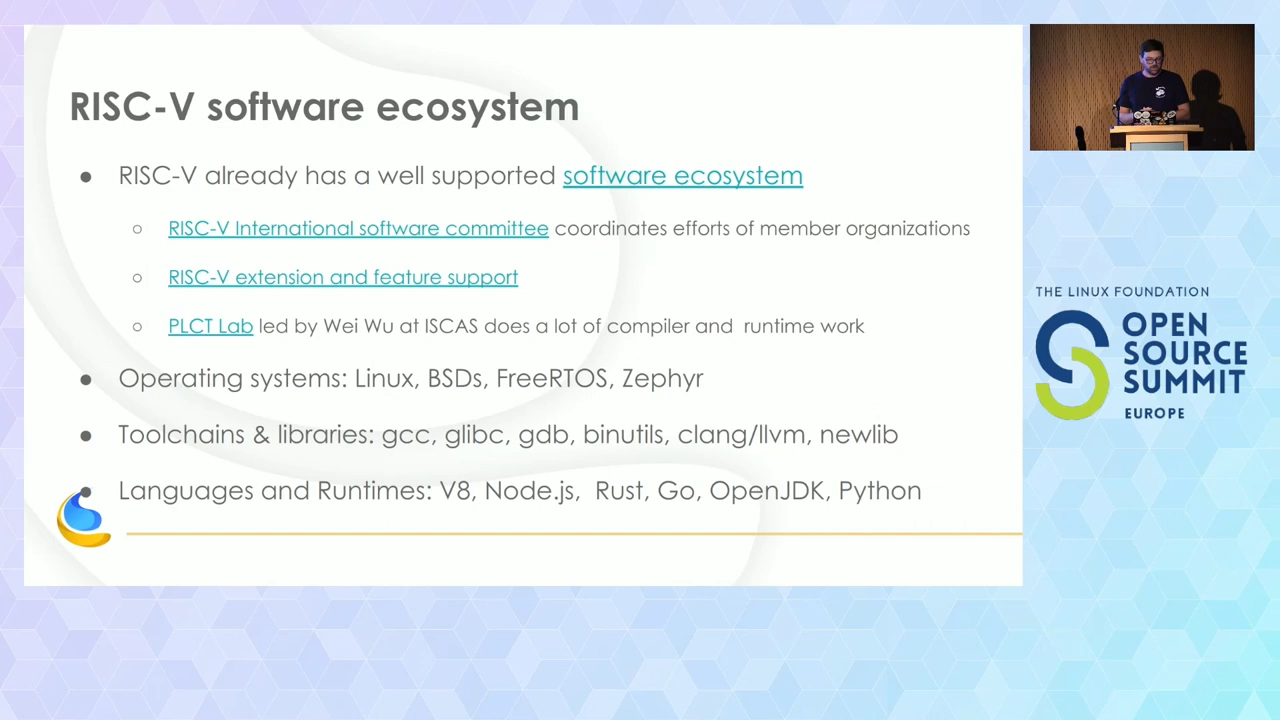 RISC-V software ecosystem
● RISC-V already has a well supported software ecosystem
○ RISC-V International software committee coordinates efforts of member organizations
○ RISC-V extension and feature support
○ PLCT Lab led by Wei Wu at ISCAS does a lot of compiler and runtime work
● Operating systems: Linux, BSDs, FreeRTOS, Zephyr
● Toolchains & libraries: gcc, glibc, gdb, binutils, clang/llvm, newlib
● Languages and Runtimes: V8, Node.js, Rust, Go, OpenJDK, Python
THE LINUX FOUNDATION
OPEN
SOURCE
SUMMIT
EUROPE